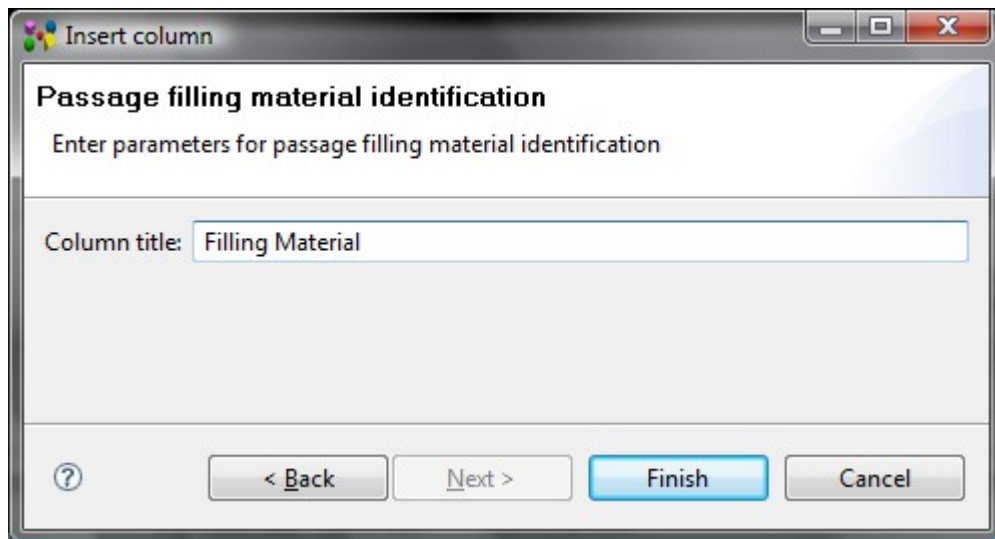 Insert column
Passage filling material identification
Enter parameters for passage filling material identification
Column title: Filling Material
? < Back Next > Finish Cancel